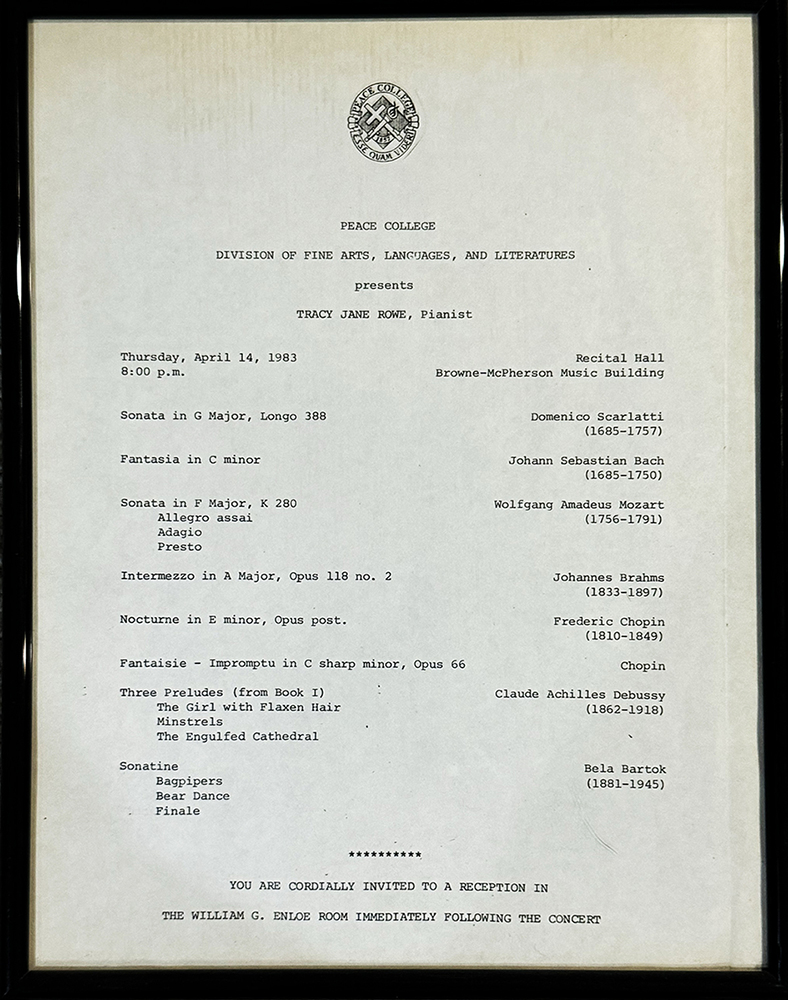 PEACE COLLEGE
ESSE QUAM VIDERI
1857
PEACE COLLEGE
DIVISION OF FINE ARTS, LANGUAGES, AND LITERATURES
presents
TRACY JANE ROWE, Pianist
Thursday, April 14, 1983 Recital Hall
8:00 p.m. Browne-McPherson Music Building
Sonata in G Major, Longo 388 Domenico Scarlatti
(1685-1757)
Fantasia in C minor Johann Sebastian Bach
(1685-1750)
Sonata in F Major, K 280 Wolfgang Amadeus Mozart
Allegro assai (1756-1791)
Adagio
Presto
Intermezzo in A Major, Opus 118 no. 2 Johannes Brahms
(1833-1897)
Nocturne in E minor, Opus post. Frederic Chopin
(1810-1849)
Fantaisie - Impromptu in C sharp minor, Opus 66 Chopin
Three Preludes (from Book I) Claude Achilles Debussy
The Girl with Flaxen Hair (1862-1918)
Minstrels
The Engulfed Cathedral
Sonatine Bela Bartok
Bagpipers (1881-1945)
Bear Dance
Finale
**********
YOU ARE CORDIALLY INVITED TO A RECEPTION IN
THE WILLIAM G. ENLOE ROOM IMMEDIATELY FOLLOWING THE CONCERT